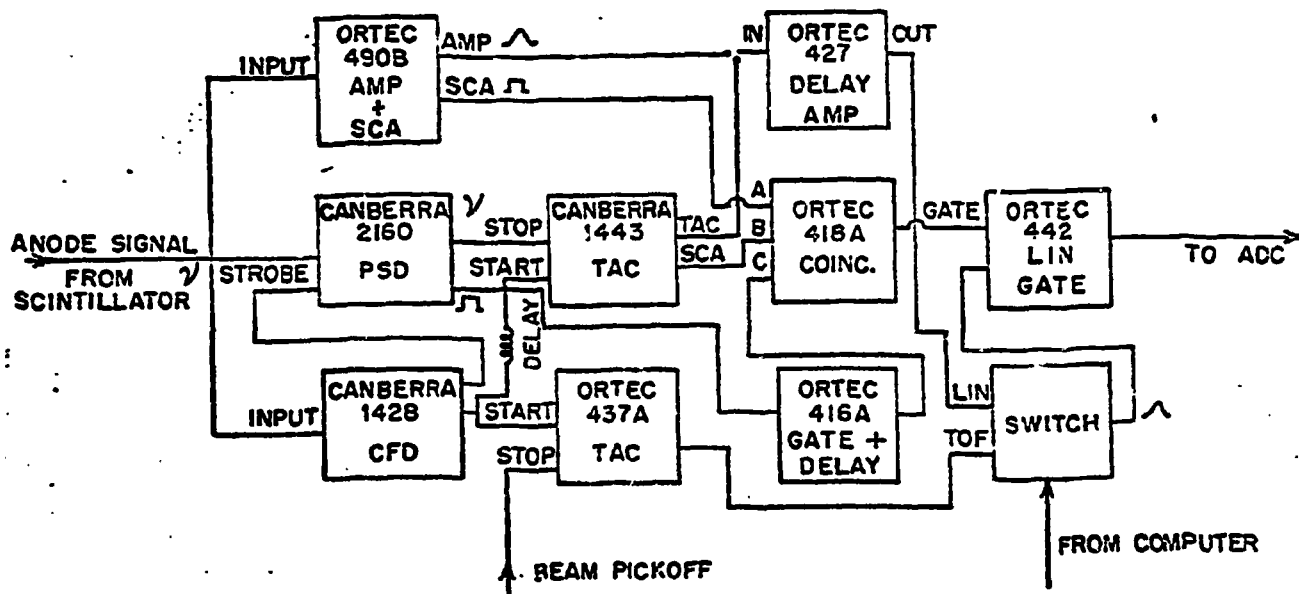 ORTEC
490B
AMP
+
SCA
INPUT
AMP
SCA
IN
ORTEC
427
DELAY
AMP
OUT
CANBERRA
2160
PSD
STROBE
ANODE SIGNAL
FROM
SCINTILLATOR
STOP
START
DELAY
CANBERRA
1443
TAC
TAC
SCA
A
B
C
ORTEC
418A
COINC.
GATE
ORTEC
442
LIN
GATE
TO ADC
INPUT
CANBERRA
1428
CFD
START
STOP
ORTEC
437A
TAC
ORTEC
416A
GATE +
DELAY
LIN
TOF
SWITCH
BEAM PICKOFF
FROM COMPUTER